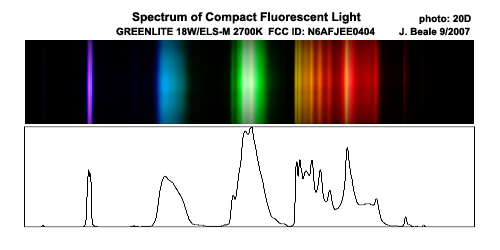 Spectrum of Compact Fluorescent Light
photo: 20D
GREENLITE 18W/ELS-M 2700K FCC ID: N6AFJEE0404
J. Beale 9/2007